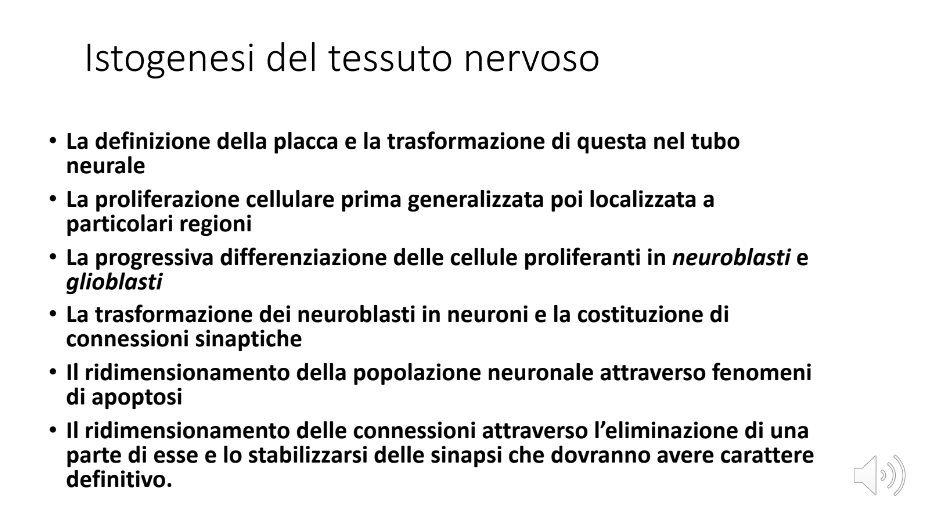 Istogenesi del tessuto nervoso
• La definizione della placca e la trasformazione di questa nel tubo
neurale
• La proliferazione cellulare prima generalizzata poi localizzata a
particolari regioni
• La progressiva differenziazione delle cellule proliferanti in neuroblasti e
glioblasti
• La trasformazione dei neuroblasti in neuroni e la costituzione di
connessioni sinaptiche
• Il ridimensionamento della popolazione neuronale attraverso fenomeni
di apoptosi
• Il ridimensionamento delle connessioni attraverso l’eliminazione di una
parte di esse e lo stabilizzarsi delle sinapsi che dovranno avere carattere
definitivo.